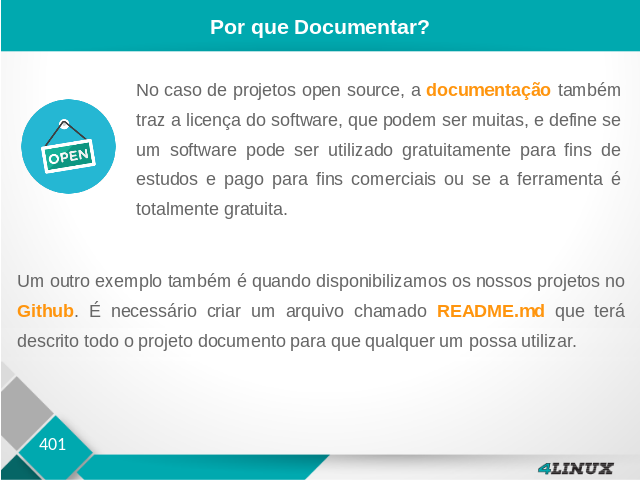 Por que Documentar?
No caso de projetos open source, a documentação também
traz a licença do software, que podem ser muitas, e define se
um software pode ser utilizado gratuitamente para fins de
estudos e pago para fins comerciais ou se a ferramenta é
totalmente gratuita.
OPEN
Um outro exemplo também é quando disponibilizamos os nossos projetos no
Github. É necessário criar um arquivo chamado README.md que terá
descrito todo o projeto documento para que qualquer um possa utilizar.
401
4LINUX